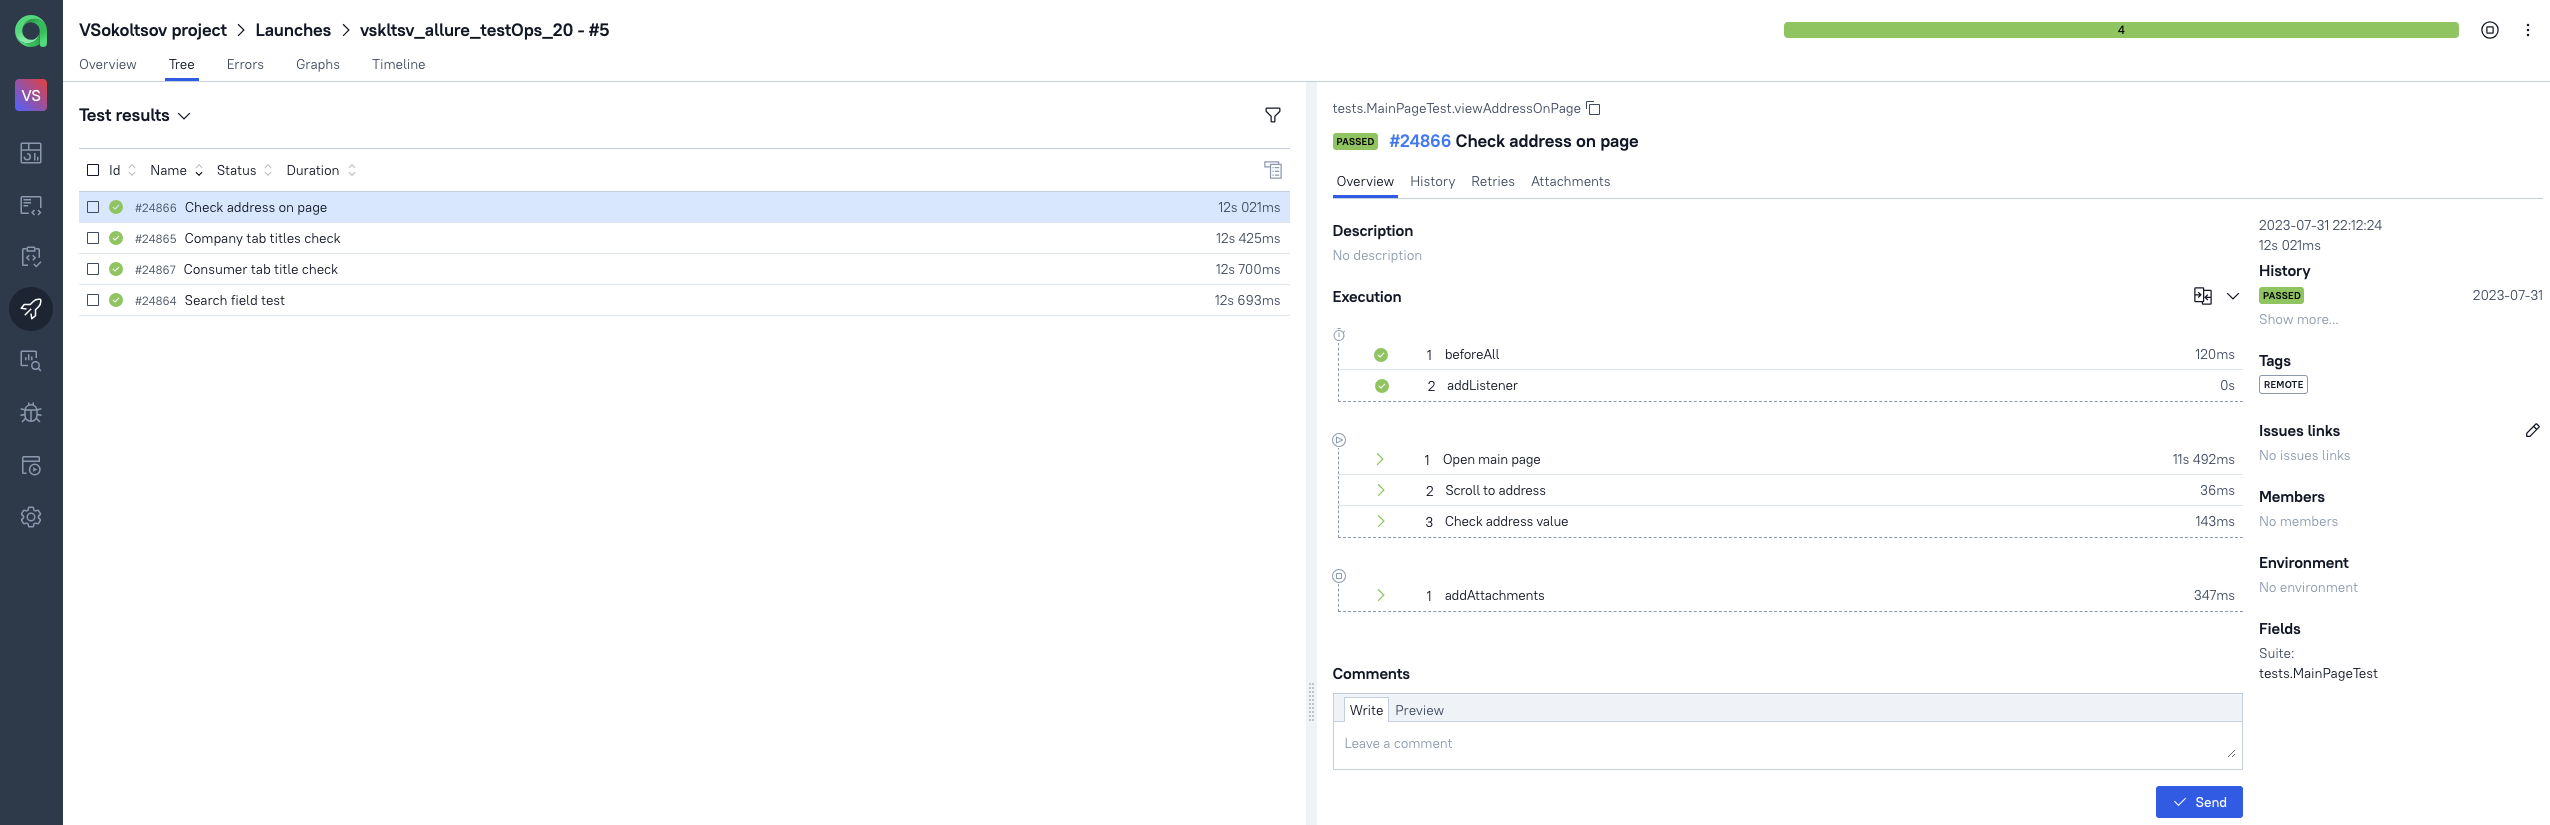 VSokoltsov project > Launches > vskltsv_allure_testOps_20 - #5
4
Overview Tree Errors Graphs Timeline
VS
Test results
Id Name Status Duration
#24866 Check address on page 12s 021ms
#24865 Company tab titles check 12s 425ms
#24867 Consumer tab title check 12s 700ms
#24864 Search field test 12s 693ms
tests.MainPageTest.viewAddressOnPage
PASSED #24866 Check address on page
Overview History Retries Attachments
Description
No description
Execution
1 beforeAll 120ms
2 addListener 0s
1 Open main page 11s 492ms
2 Scroll to address 36ms
3 Check address value 143ms
1 addAttachments 347ms
Comments
Write Preview
Leave a comment
Send
2023-07-31 22:12:24
12s 021ms
History
PASSED 2023-07-31
Show more...
Tags
REMOTE
Issues links
No issues links
Members
No members
Environment
No environment
Fields
Suite:
tests.MainPageTest